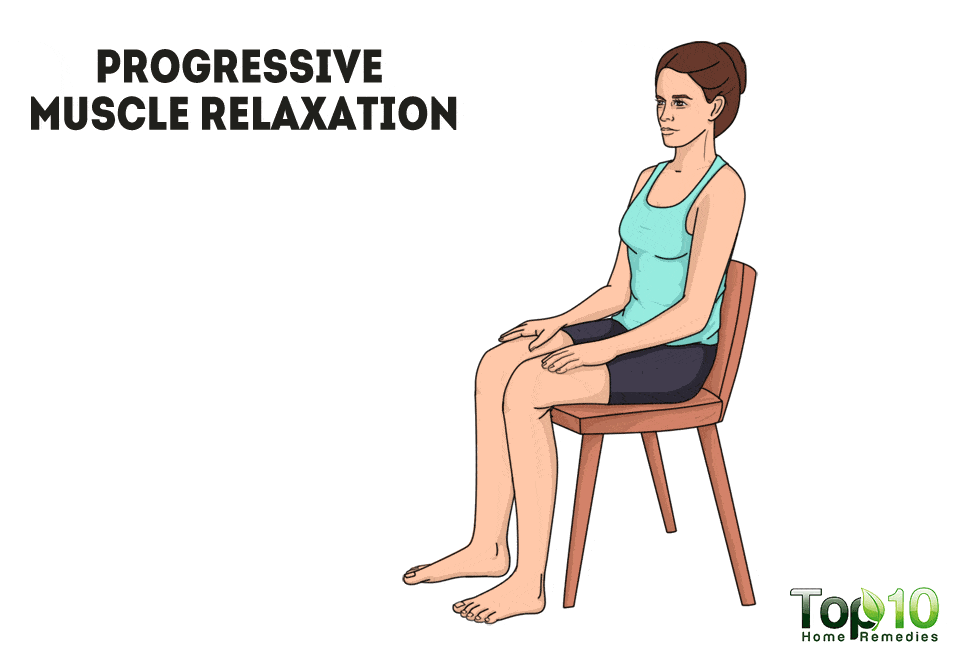 PROGRESSIVE
MUSCLE RELAXATION
Top10
Home Remedies